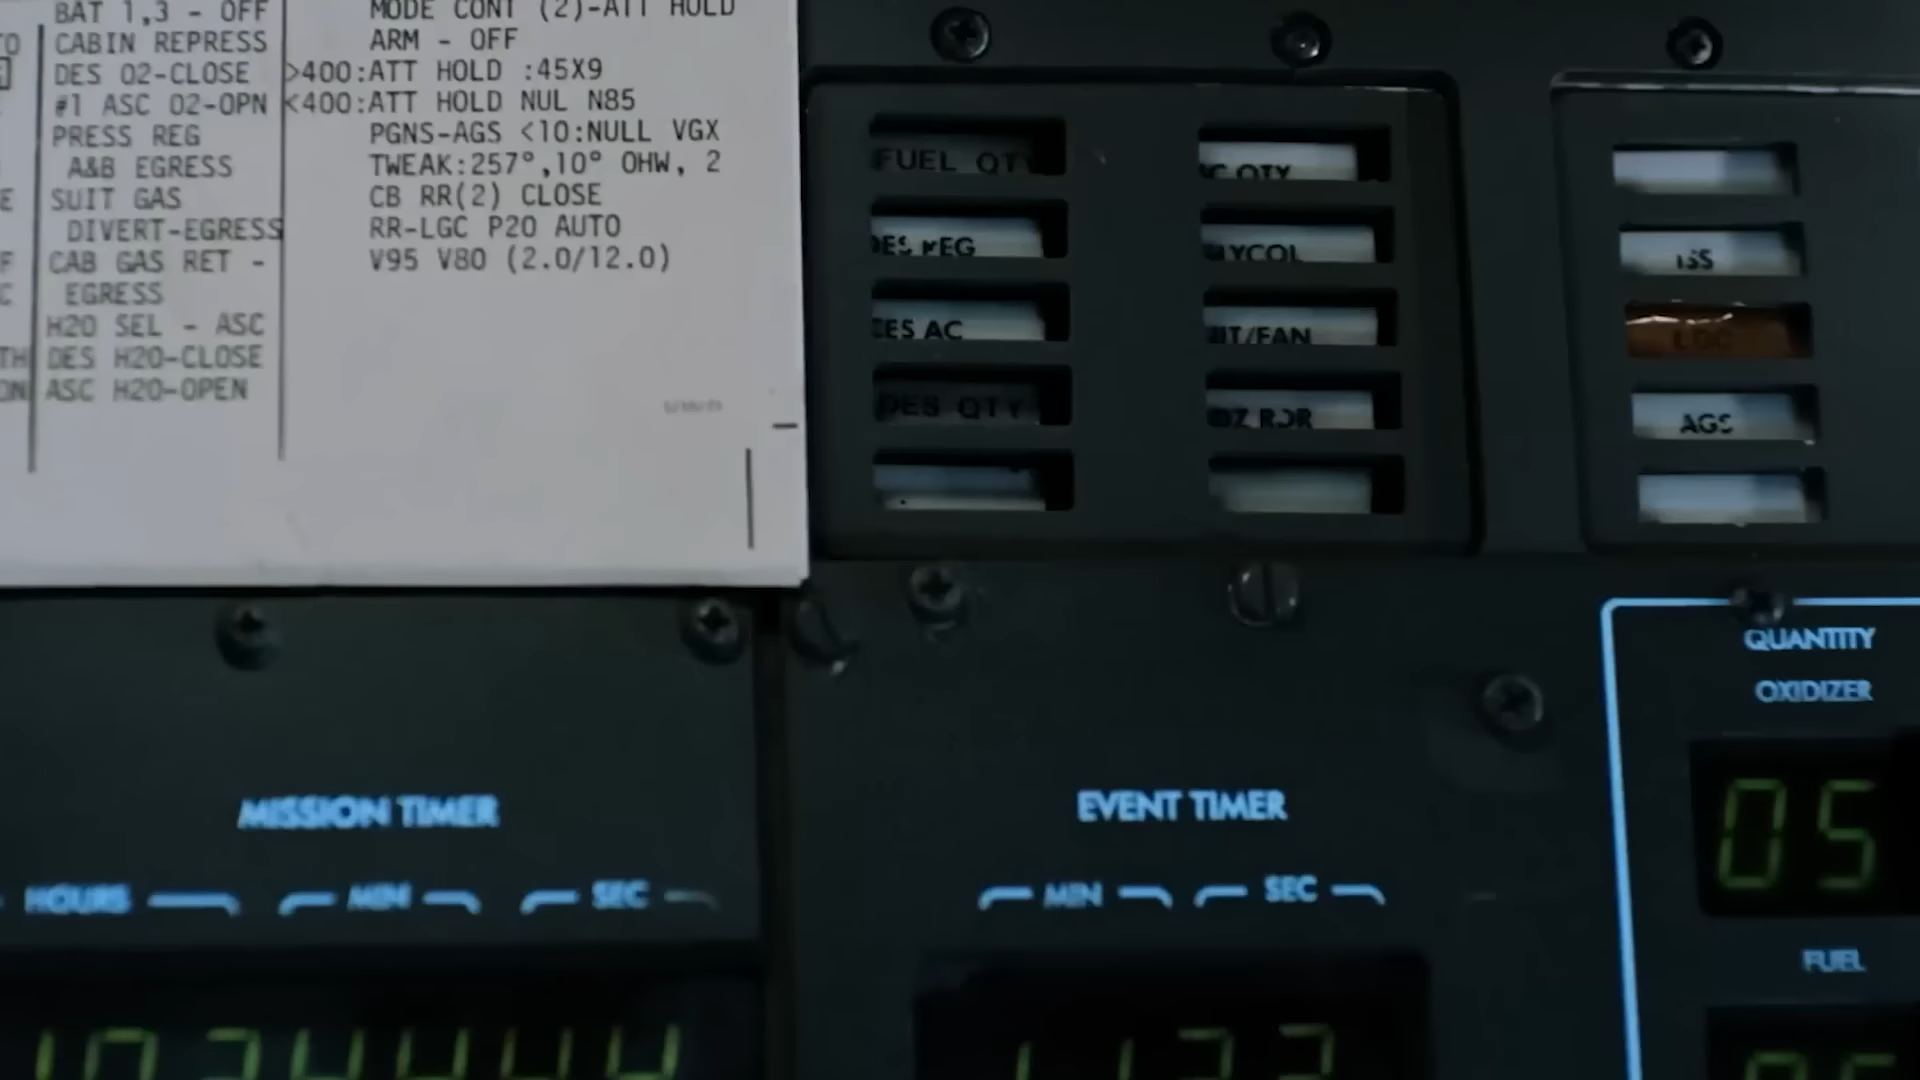 BAT 1,3 - OFF
CABIN REPRESS
DES O2-CLOSE
#1 ASC O2-OPN
PRESS REG
A&B EGRESS
SUIT GAS
DIVERT-EGRESS
CAB GAS RET -
EGRESS
H2O SEL - ASC
DES H2O-CLOSE
ASC H2O-OPEN
MODE CONT (2)-ATT HOLD
ARM - OFF
>400:ATT HOLD :45X9
<400:ATT HOLD NUL N85
PGNS-AGS <10:NULL VGX
TWEAK:257°,10° OHW, 2
CB RR(2) CLOSE
RR-LGC P20 AUTO
V95 V80 (2.0/12.0)
FUEL QTY
DES REG
DES AC
DES QTY
C QTY
LYCOL
IT/FAN
Z RDR
ISS
LGC
AGS
QUANTITY
OXIDIZER
05
FUEL
MISSION TIMER
HOURS MIN SEC
EVENT TIMER
MIN SEC